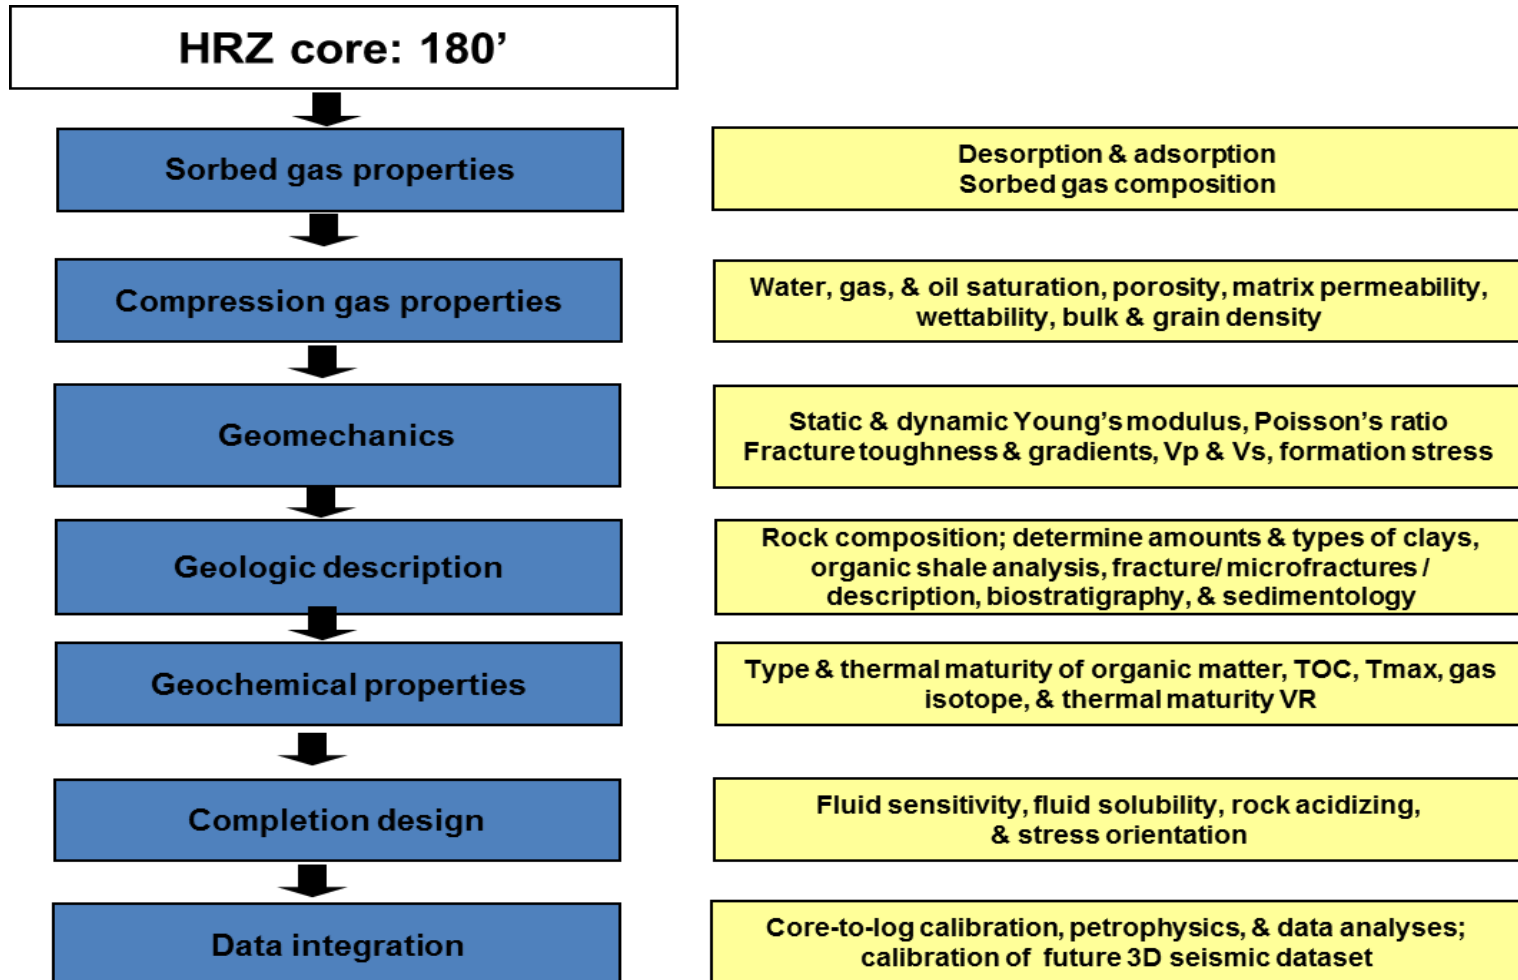 HRZ core: 180’
Sorbed gas properties
Desorption & adsorption
Sorbed gas composition
Compression gas properties
Water, gas, & oil saturation, porosity, matrix permeability,
wettability, bulk & grain density
Geomechanics
Static & dynamic Young’s modulus, Poisson’s ratio
Fracture toughness & gradients, Vp & Vs, formation stress
Geologic description
Rock composition; determine amounts & types of clays,
organic shale analysis, fracture/ microfractures /
description, biostratigraphy, & sedimentology
Geochemical properties
Type & thermal maturity of organic matter, TOC, Tmax, gas
isotope, & thermal maturity VR
Completion design
Fluid sensitivity, fluid solubility, rock acidizing,
& stress orientation
Data integration
Core-to-log calibration, petrophysics, & data analyses;
calibration of future 3D seismic dataset